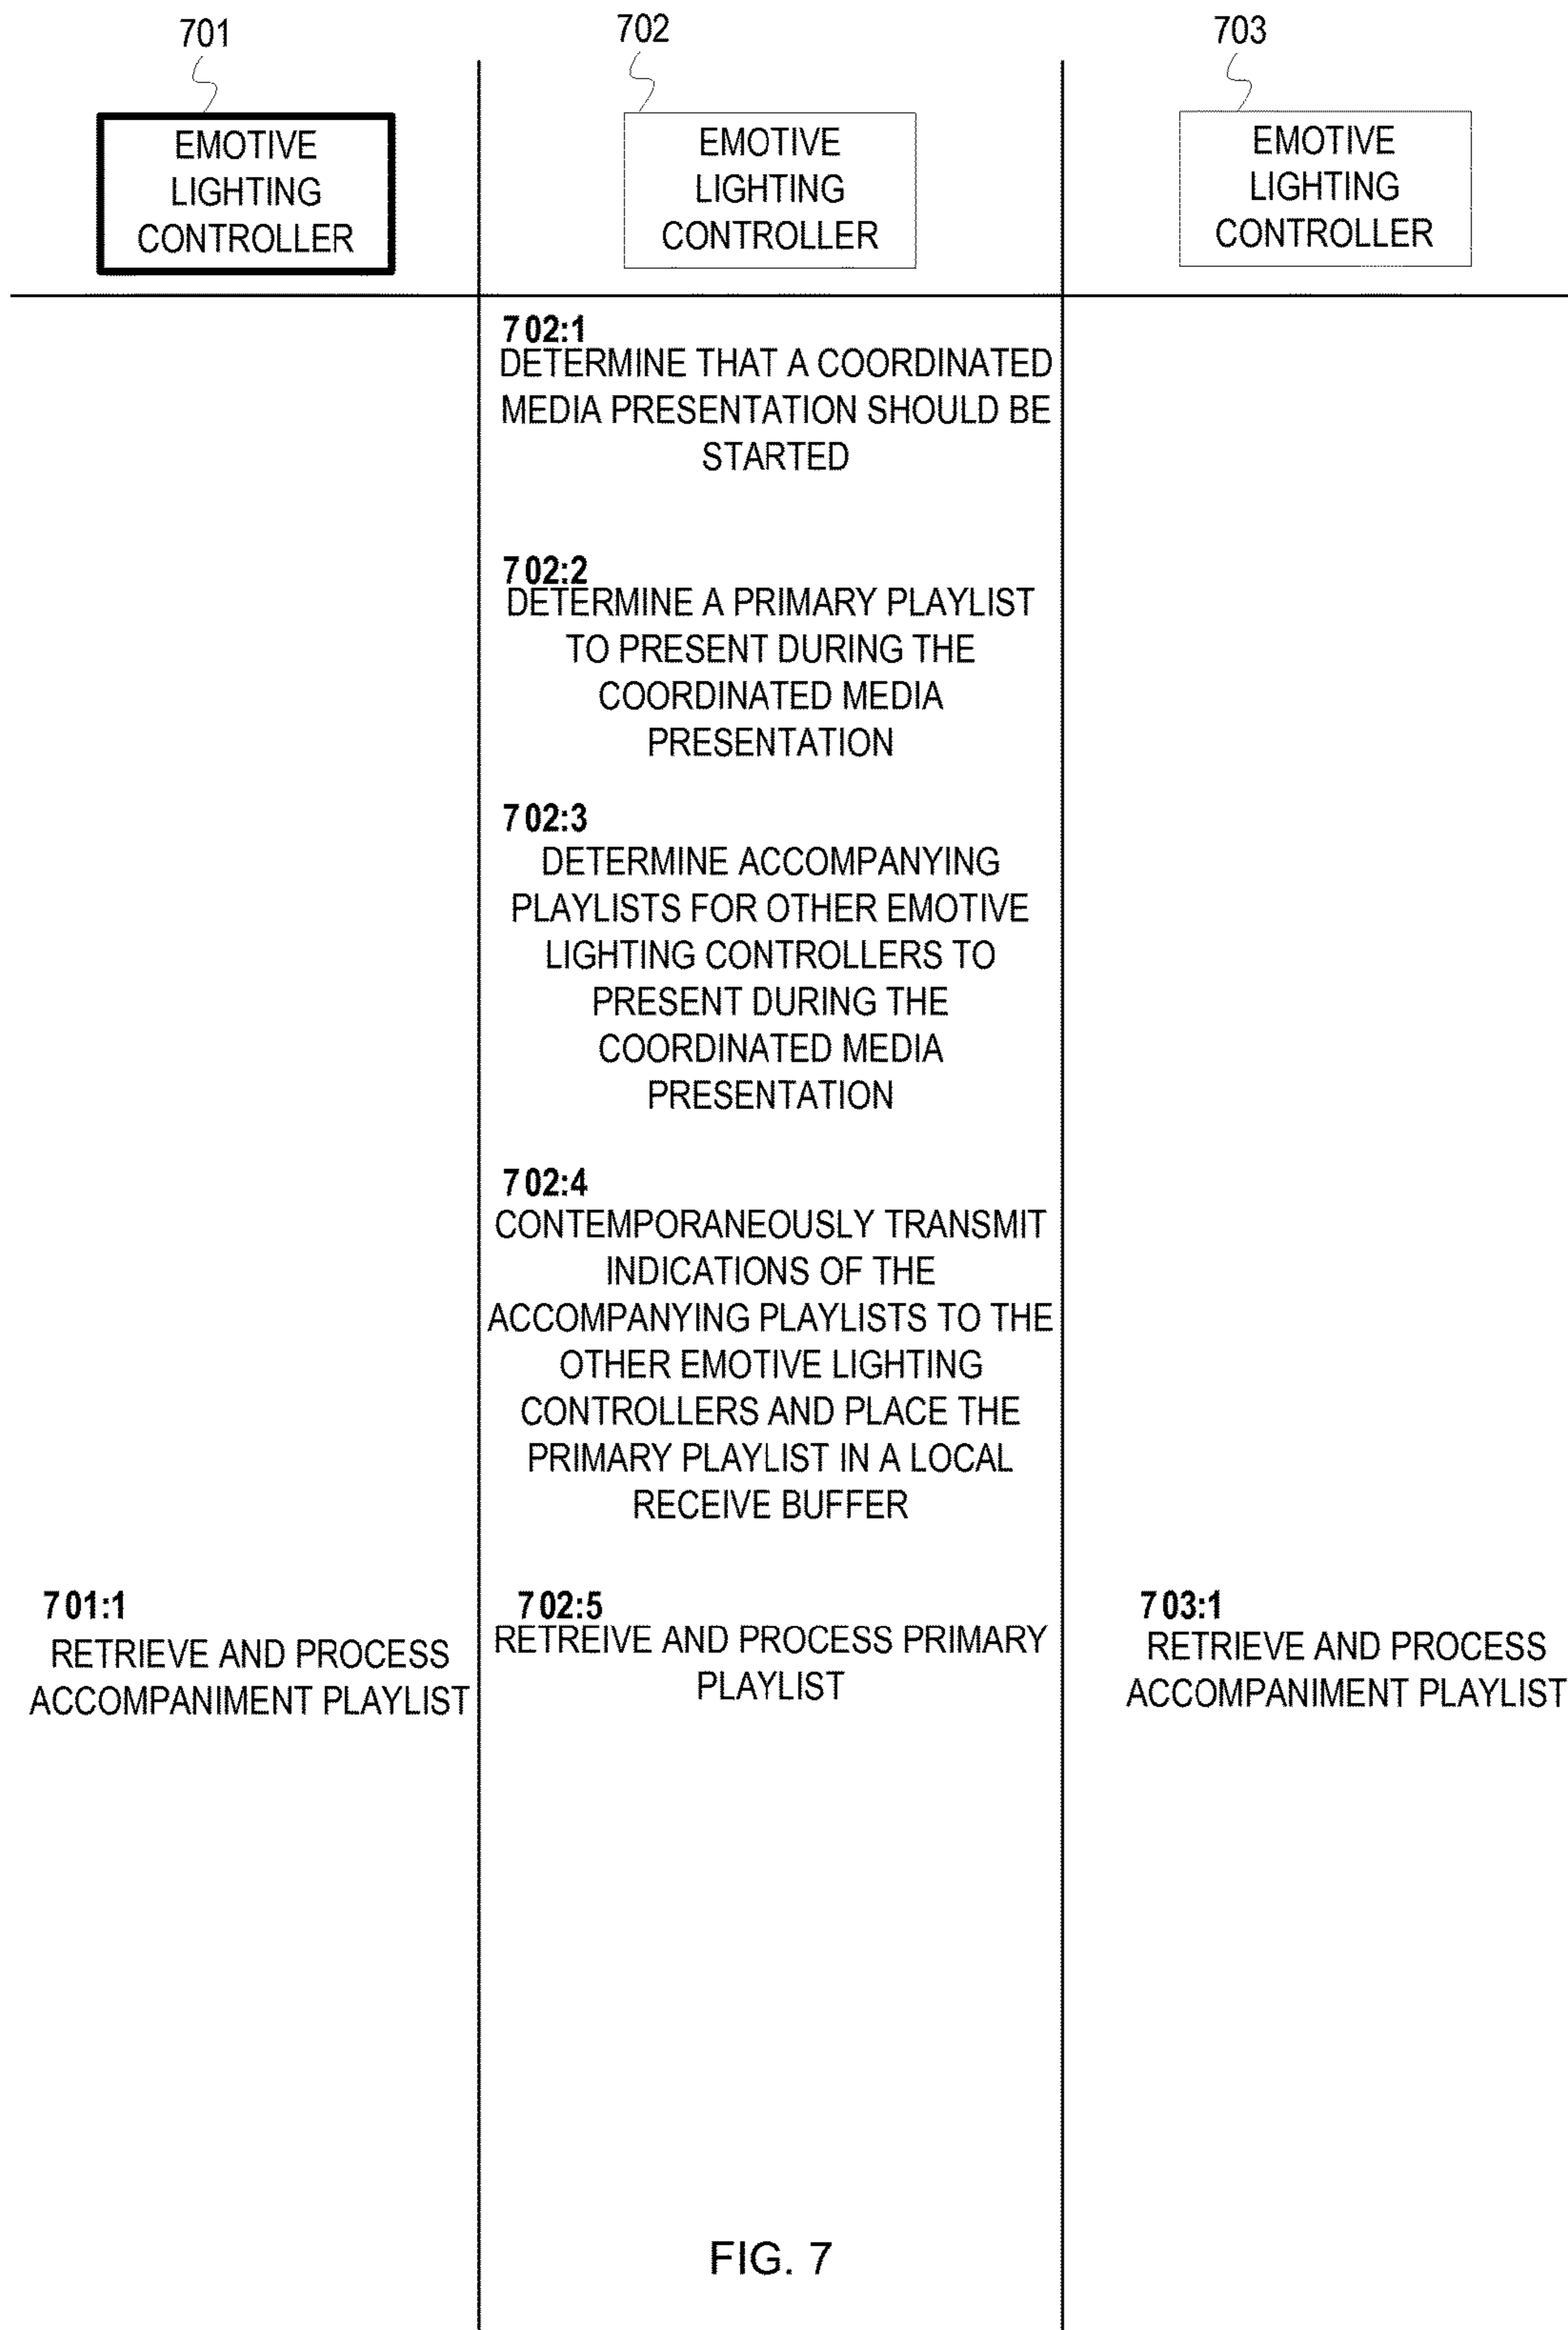 701
702
703
EMOTIVE
LIGHTING
CONTROLLER
EMOTIVE
LIGHTING
CONTROLLER
EMOTIVE
LIGHTING
CONTROLLER
702:1
DETERMINE THAT A COORDINATED
MEDIA PRESENTATION SHOULD BE
STARTED
702:2
DETERMINE A PRIMARY PLAYLIST
TO PRESENT DURING THE
COORDINATED MEDIA
PRESENTATION
702:3
DETERMINE ACCOMPANYING
PLAYLISTS FOR OTHER EMOTIVE
LIGHTING CONTROLLERS TO
PRESENT DURING THE
COORDINATED MEDIA
PRESENTATION
702:4
CONTEMPORANEOUSLY TRANSMIT
INDICATIONS OF THE
ACCOMPANYING PLAYLISTS TO THE
OTHER EMOTIVE LIGHTING
CONTROLLERS AND PLACE THE
PRIMARY PLAYLIST IN A LOCAL
RECEIVE BUFFER
701:1
RETRIEVE AND PROCESS
ACCOMPANIMENT PLAYLIST
702:5
RETREIVE AND PROCESS PRIMARY
PLAYLIST
703:1
RETRIEVE AND PROCESS
ACCOMPANIMENT PLAYLIST
FIG. 7